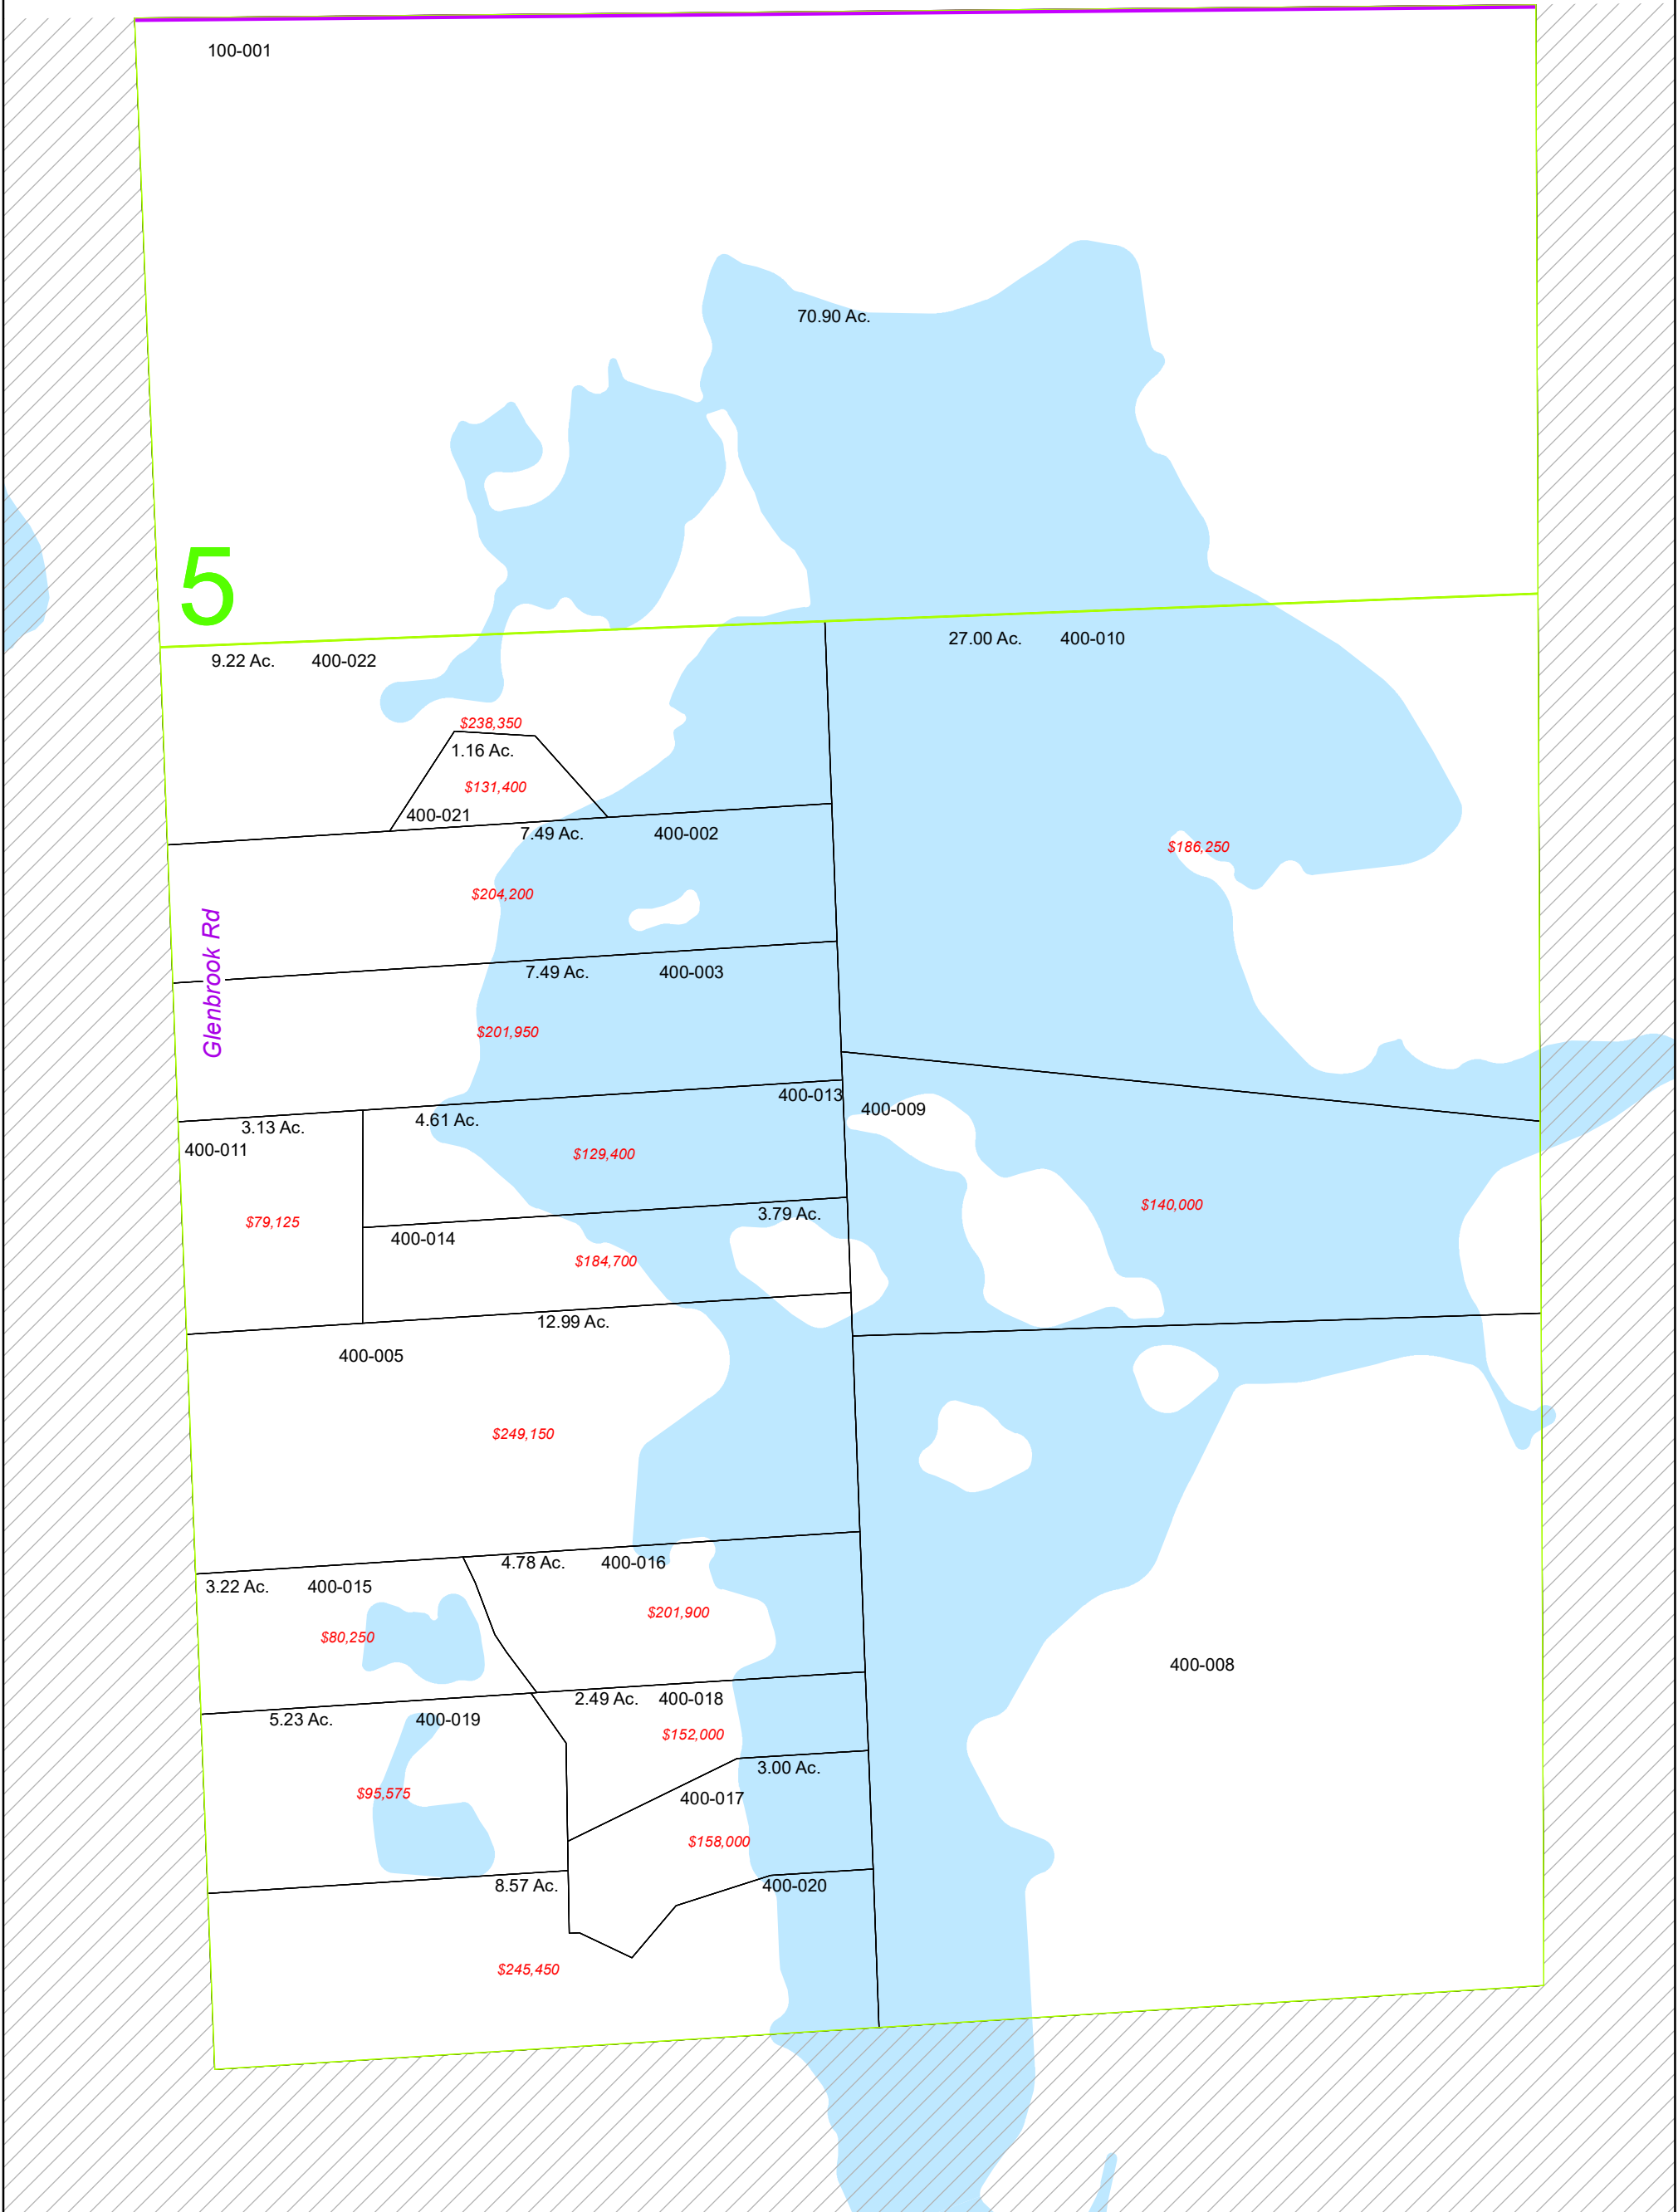 100-001
70.90 Ac.
5
27.00 Ac. 400-010
9.22 Ac. 400-022
$238,350
1.16 Ac.
$131,400
400-021
7.49 Ac. 400-002
$186,250
$204,200
Glenbrook Rd
7.49 Ac. 400-003
$201,950
400-013
400-009
4.61 Ac.
3.13 Ac.
400-011
$129,400
$140,000
3.79 Ac.
$79,125
400-014
$184,700
12.99 Ac.
400-005
$249,150
4.78 Ac. 400-016
3.22 Ac. 400-015
$201,900
$80,250
400-008
2.49 Ac. 400-018
5.23 Ac. 400-019
$152,000
3.00 Ac.
$95,575
400-017
$158,000
8.57 Ac.
400-020
$245,450